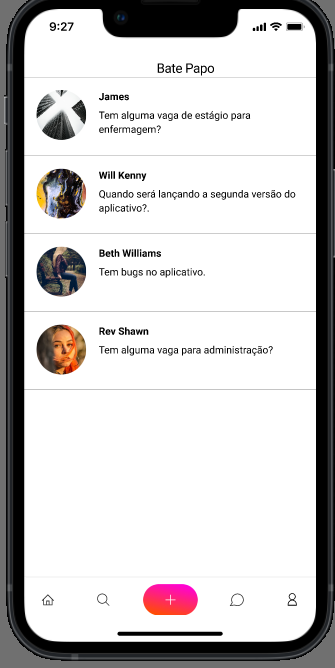 9:27
Bate Papo
James
Tem alguma vaga de estágio para
enfermagem?
Will Kenny
Quando será lançando a segunda versão do
aplicativo?.
Beth Williams
Tem bugs no aplicativo.
Rev Shawn
Tem alguma vaga para administração?